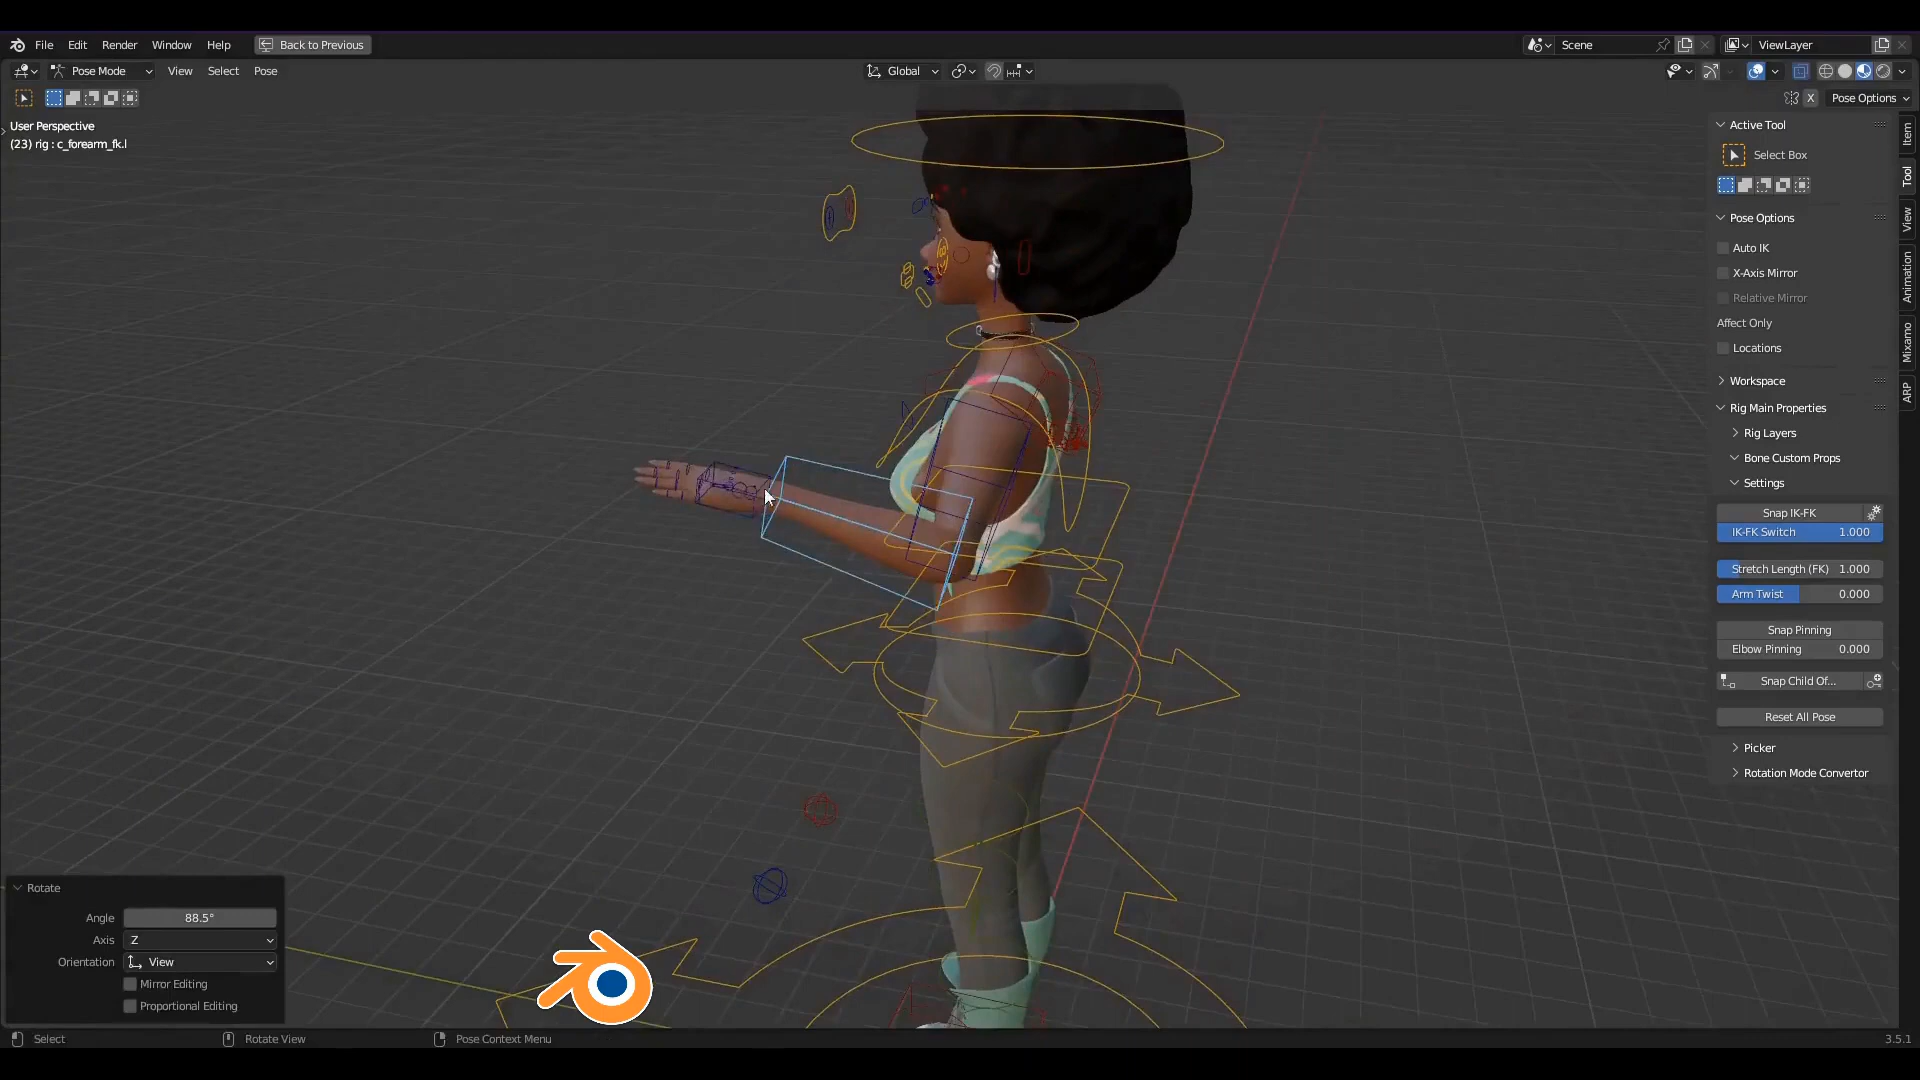 File Edit Render Window Help Back to Previous Scene ViewLayer
Pose Mode View Select Pose Global
X Pose Options
User Perspective
(23) rig : c_forearm_fk.l
Active Tool
Select Box
Pose Options
Auto IK
X-Axis Mirror
Relative Mirror
Affect Only
Locations
Workspace
Rig Main Properties
Rig Layers
Bone Custom Props
Settings
Snap IK-FK
IK-FK Switch 1.000
Stretch Length (FK) 1.000
Arm Twist 0.000
Snap Pinning
Elbow Pinning 0.000
Snap Child Of...
Reset All Pose
Picker
Rotation Mode Convertor
Item
Tool
View
Animation
Mixamo
ARP
Rotate
Angle 88.5°
Axis Z
Orientation View
Mirror Editing
Proportional Editing
Select Rotate View Pose Context Menu 3.5.1